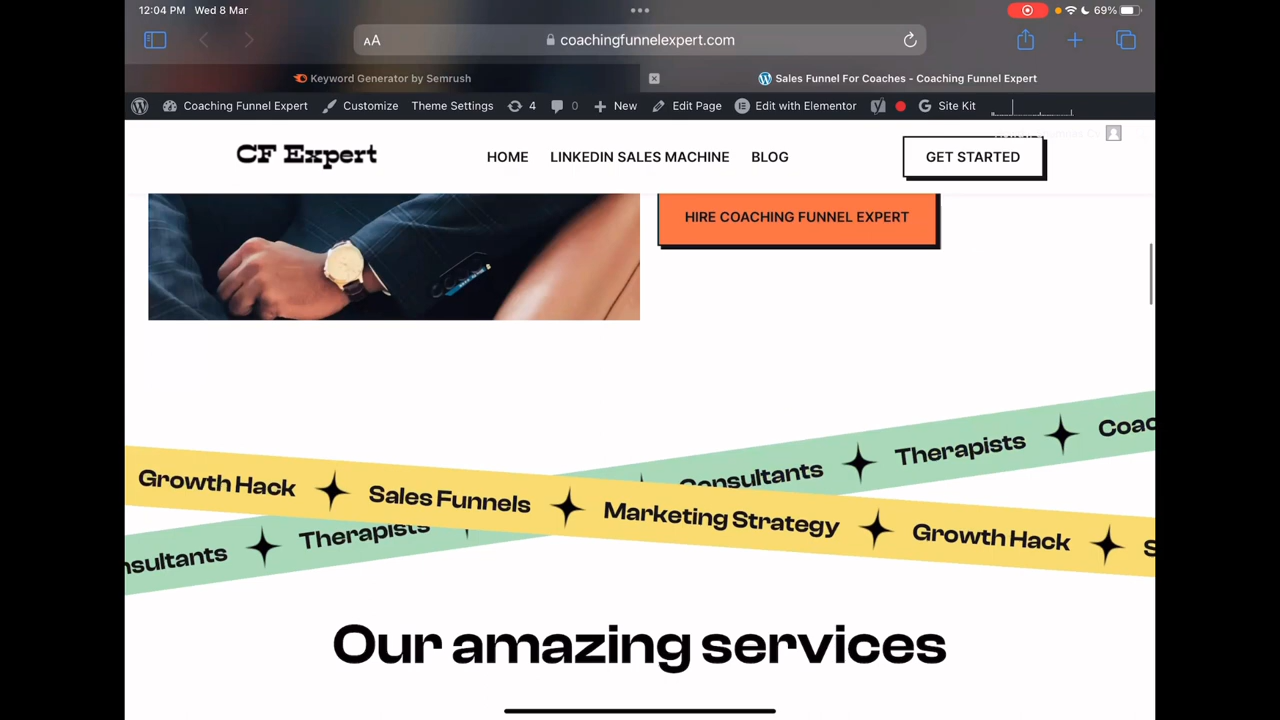 12:04 PM Wed 8 Mar
69%
AA
coachingfunnelexpert.com
Keyword Generator by Semrush
Sales Funnel For Coaches - Coaching Funnel Expert
Coaching Funnel Expert Customize Theme Settings 4 0 New Edit Page Edit with Elementor Site Kit
CF Expert
HOME LINKEDIN SALES MACHINE BLOG
GET STARTED
HIRE COACHING FUNNEL EXPERT
Consultants Therapists
Growth Hack Sales Funnels Marketing Strategy Growth Hack
Therapists
Our amazing services